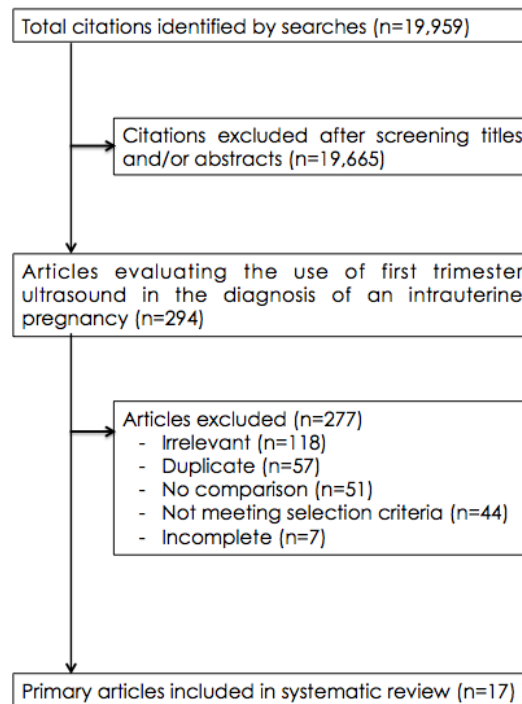 Total citations identified by searches (n=19,959)
Citations excluded after screening titles
and/or abstracts (n=19,665)
Articles evaluating the use of first trimester
ultrasound in the diagnosis of an intrauterine
pregnancy (n=294)
Articles excluded (n=277)
- Irrelevant (n=118)
- Duplicate (n=57)
- No comparison (n=51)
- Not meeting selection criteria (n=44)
- Incomplete (n=7)
Primary articles included in systematic review (n=17)